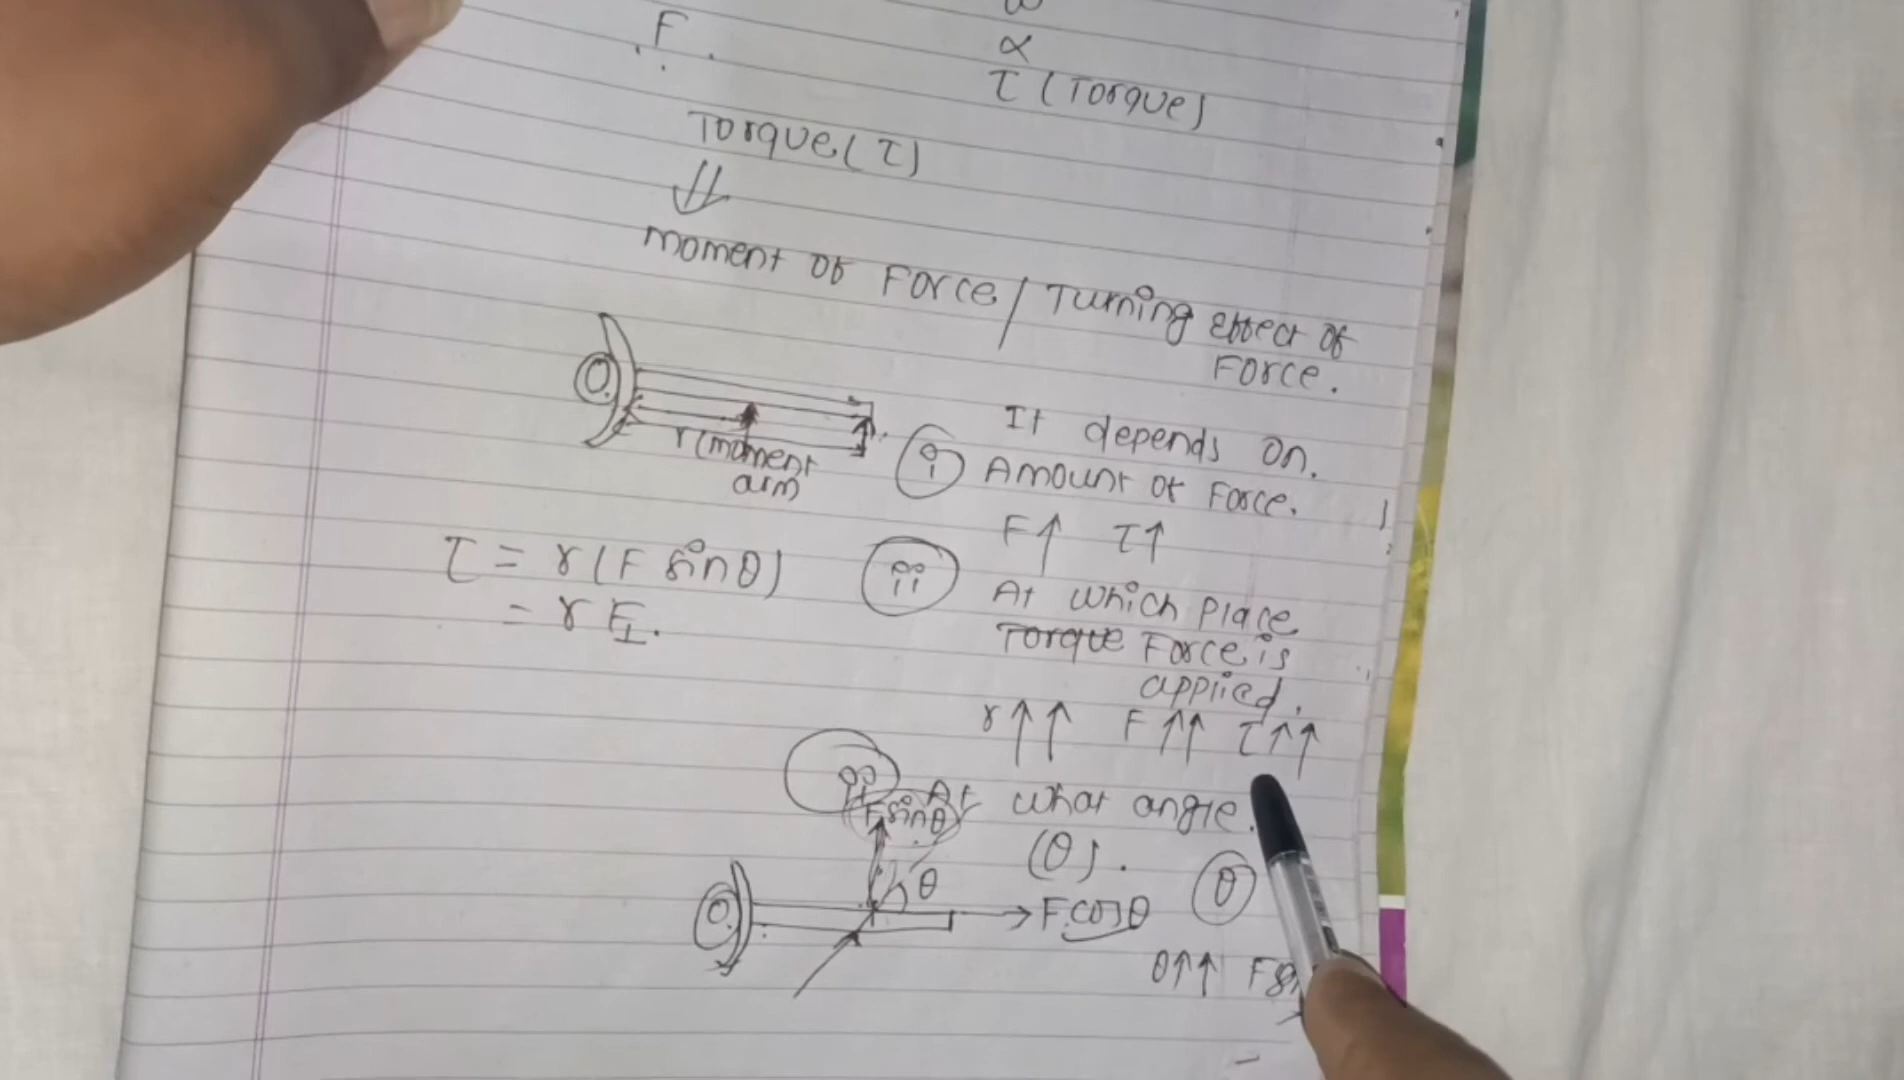 F
α
τ (Torque)
Torque(τ)
⇓
moment of Force / Turning effect of
Force.
r (moment
arm)
It depends on.
(i) Amount of Force.
F↑ τ↑
τ = r(F sinθ)
= r F⊥.
(ii) At which place
Torque Force is
applied.
r↑↑ F↑↑ τ↑↑
(iii) At what angle.
(θ).
F sinθ
θ
θ
F cosθ
θ↑↑